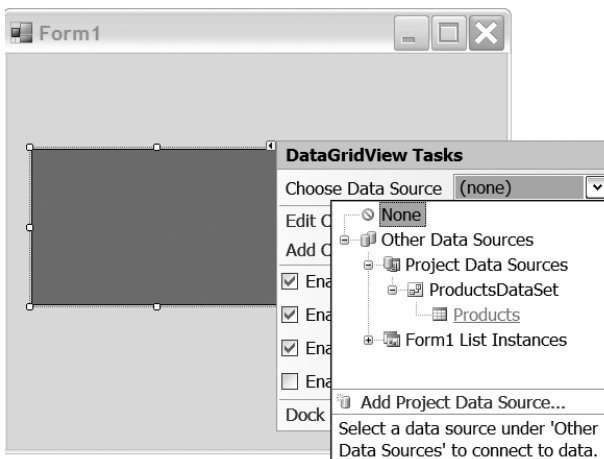 Form1
DataGridView Tasks
Choose Data Source (none)
None
Edit C
Other Data Sources
Add C
Project Data Sources
Ena
ProductsDataSet
Ena
Products
Ena
Form1 List Instances
Ena
Add Project Data Source...
Dock
Select a data source under 'Other
Data Sources' to connect to data.